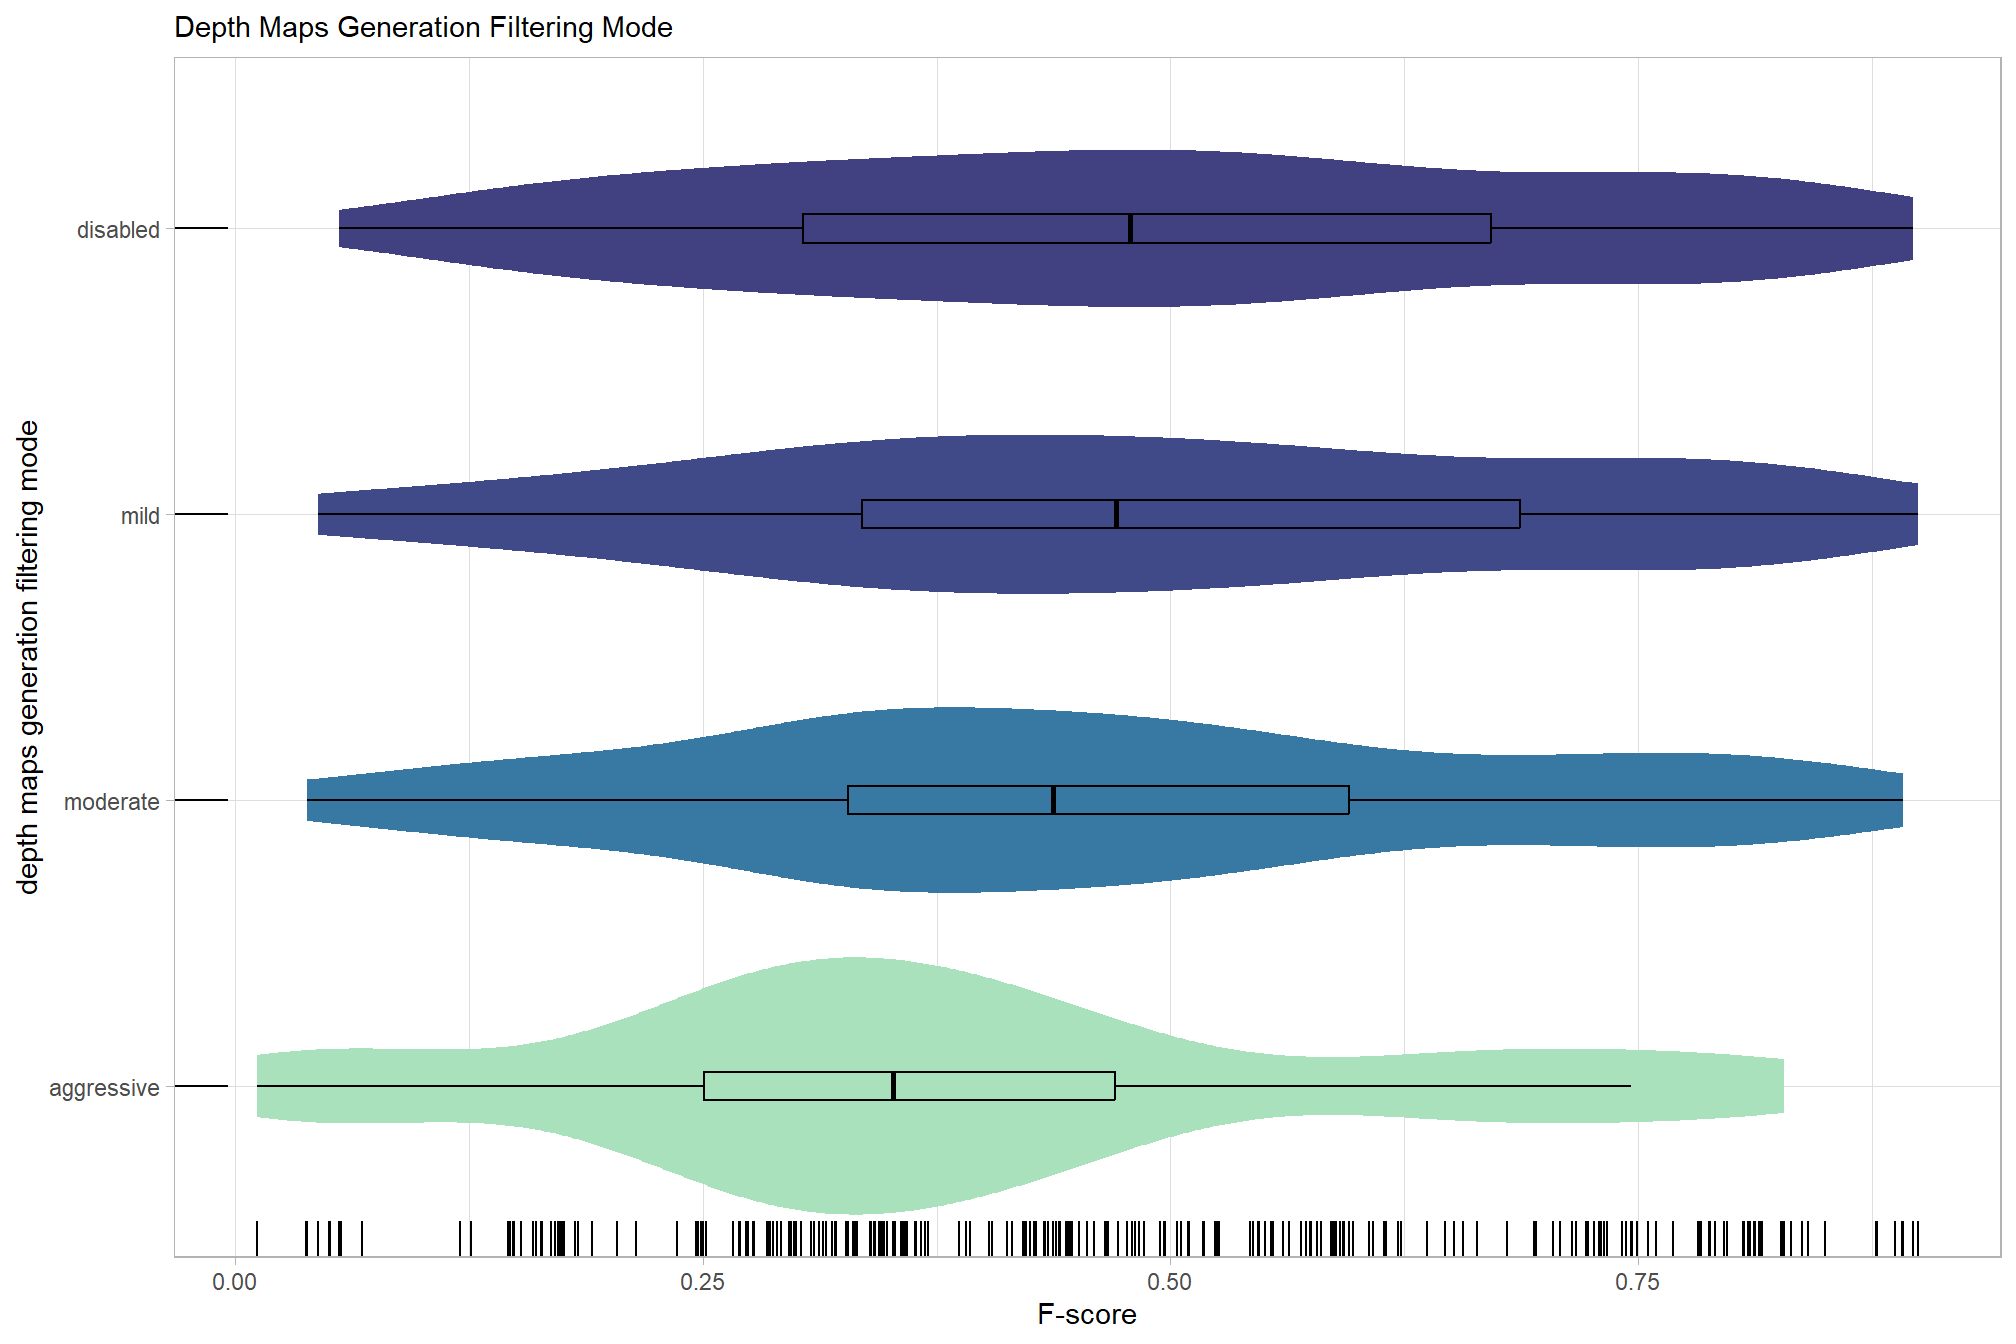 Depth Maps Generation Filtering Mode
depth maps generation filtering mode
disabled
mild
moderate
aggressive
0.00 0.25 0.50 0.75
F-score